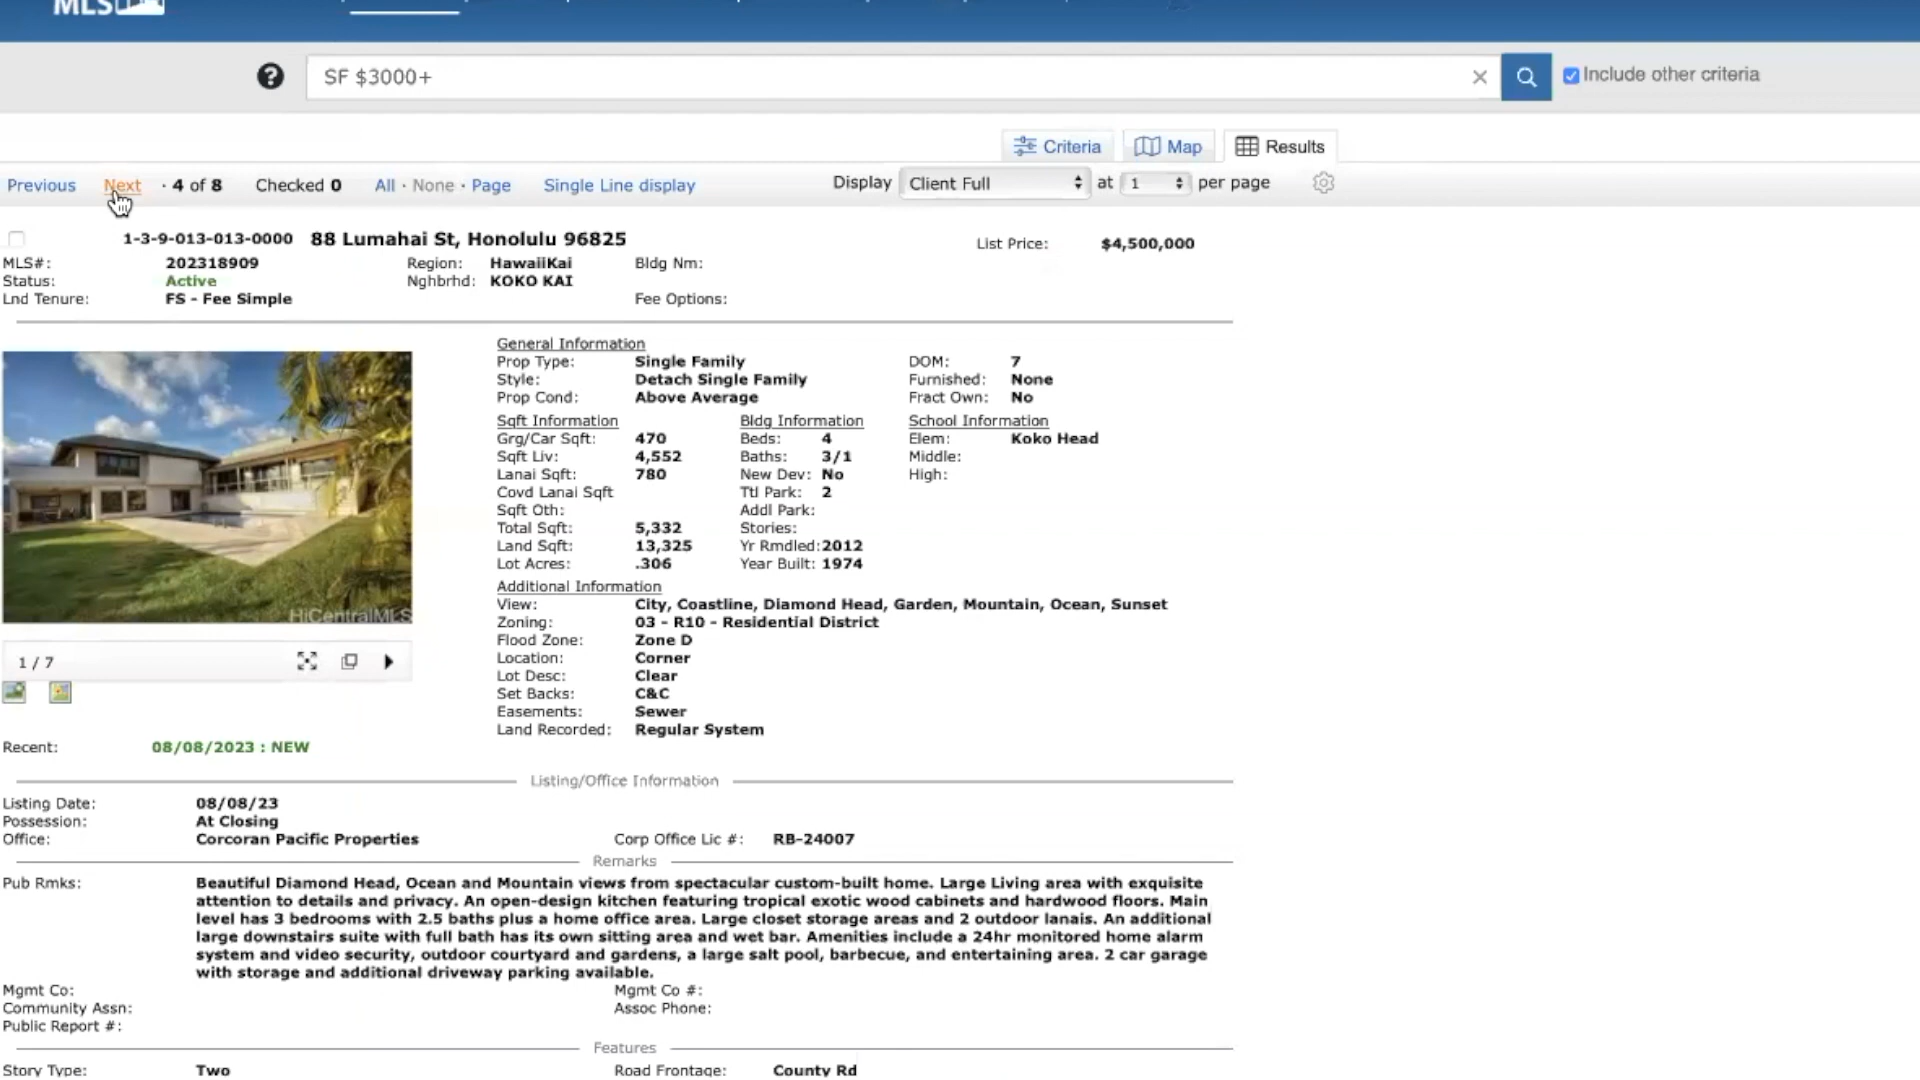 MLS
SF $3000+
Include other criteria
Criteria Map Results
Previous Next · 4 of 8 Checked 0 All · None · Page Single Line display Display Client Full at 1 per page
1-3-9-013-013-0000 88 Lumahai St, Honolulu 96825 List Price: $4,500,000
MLS#: 202318909 Region: HawaiiKai Bldg Nm:
Status: Active Nghbrhd: KOKO KAI
Lnd Tenure: FS - Fee Simple Fee Options:
General Information
Prop Type: Single Family DOM: 7
Style: Detach Single Family Furnished: None
Prop Cond: Above Average Fract Own: No
Sqft Information Bldg Information School Information
Grg/Car Sqft: 470 Beds: 4 Elem: Koko Head
Sqft Liv: 4,552 Baths: 3/1 Middle:
Lanai Sqft: 780 New Dev: No High:
Covd Lanai Sqft Ttl Park: 2
Sqft Oth: Addl Park:
Total Sqft: 5,332 Stories:
Land Sqft: 13,325 Yr Rmdled: 2012
Lot Acres: .306 Year Built: 1974
Additional Information
View: City, Coastline, Diamond Head, Garden, Mountain, Ocean, Sunset
Zoning: 03 - R10 - Residential District
Flood Zone: Zone D
Location: Corner
Lot Desc: Clear
Set Backs: C&C
Easements: Sewer
Land Recorded: Regular System
HiCentralMLS
1 / 7
Recent: 08/08/2023 : NEW
Listing/Office Information
Listing Date: 08/08/23
Possession: At Closing
Office: Corcoran Pacific Properties Corp Office Lic #: RB-24007
Remarks
Pub Rmks: Beautiful Diamond Head, Ocean and Mountain views from spectacular custom-built home. Large Living area with exquisite
attention to details and privacy. An open-design kitchen featuring tropical exotic wood cabinets and hardwood floors. Main
level has 3 bedrooms with 2.5 baths plus a home office area. Large closet storage areas and 2 outdoor lanais. An additional
large downstairs suite with full bath has its own sitting area and wet bar. Amenities include a 24hr monitored home alarm
system and video security, outdoor courtyard and gardens, a large salt pool, barbecue, and entertaining area. 2 car garage
with storage and additional driveway parking available.
Mgmt Co: Mgmt Co #:
Community Assn: Assoc Phone:
Public Report #:
Features
Story Type: Two Road Frontage: County Rd